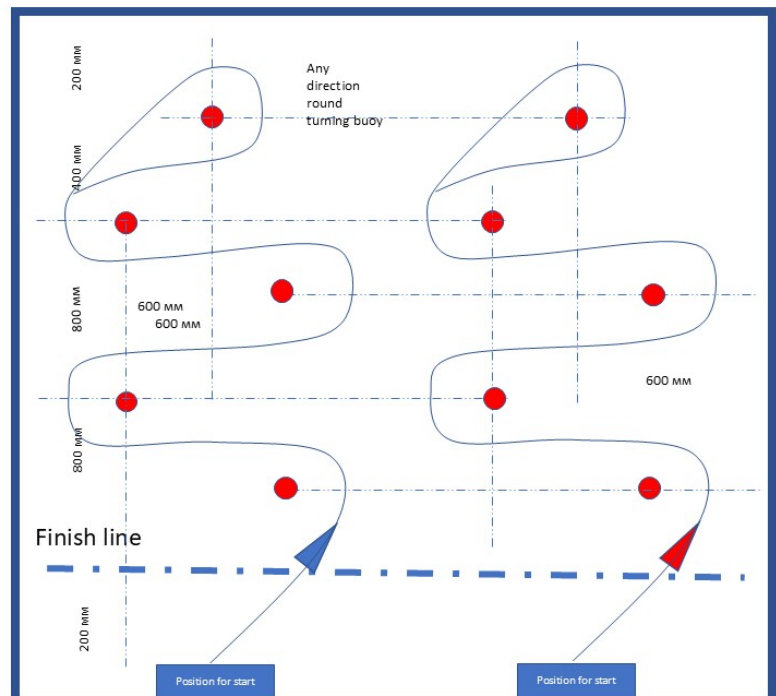 200 мм
Any
direction
round
turning buoy
400 мм
800 мм
600 мм
600 мм
600 мм
800 мм
Finish line
200 мм
Position for start
Position for start